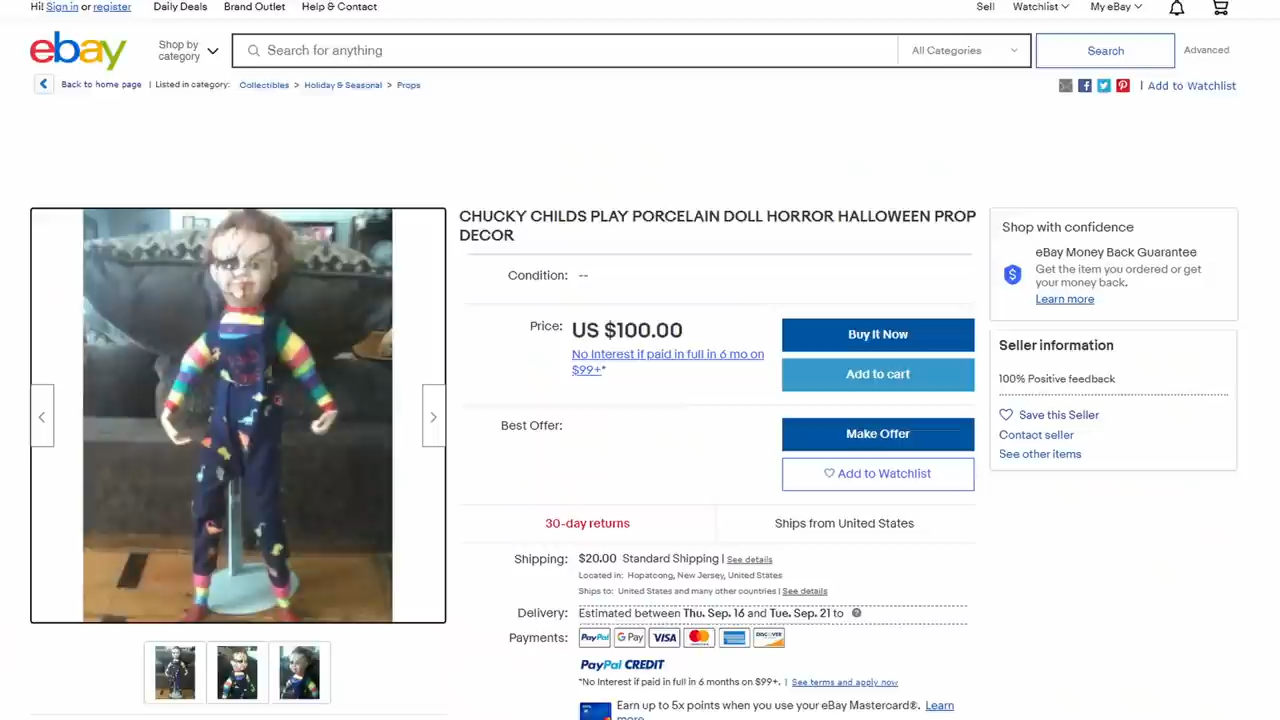 Hi! Sign in or register
Daily Deals
Brand Outlet
Help & Contact
Sell
Watchlist
My eBay
ebay
Shop by
category
Search for anything
All Categories
Search
Advanced
Back to home page
| Listed in category:
Collectibles > Holiday & Seasonal > Props
| Add to Watchlist
CHUCKY CHILDS PLAY PORCELAIN DOLL HORROR HALLOWEEN PROP
DECOR
Condition: --
Price: US $100.00
No Interest if paid in full in 6 mo on
$99+*
Buy It Now
Add to cart
Best Offer:
Make Offer
Add to Watchlist
30-day returns
Ships from United States
Shipping: $20.00 Standard Shipping | See details
Located in: Hopatcong, New Jersey, United States
Ships to: United States and many other countries | See details
Delivery: Estimated between Thu. Sep. 16 and Tue. Sep. 21 to
Payments: PayPal G Pay VISA DISCOVER
PayPal CREDIT
*No Interest if paid in full in 6 months on $99+. | See terms and apply now
Earn up to 5x points when you use your eBay Mastercard®. Learn
more
Shop with confidence
eBay Money Back Guarantee
Get the item you ordered or get
your money back.
Learn more
Seller information
100% Positive feedback
Save this Seller
Contact seller
See other items